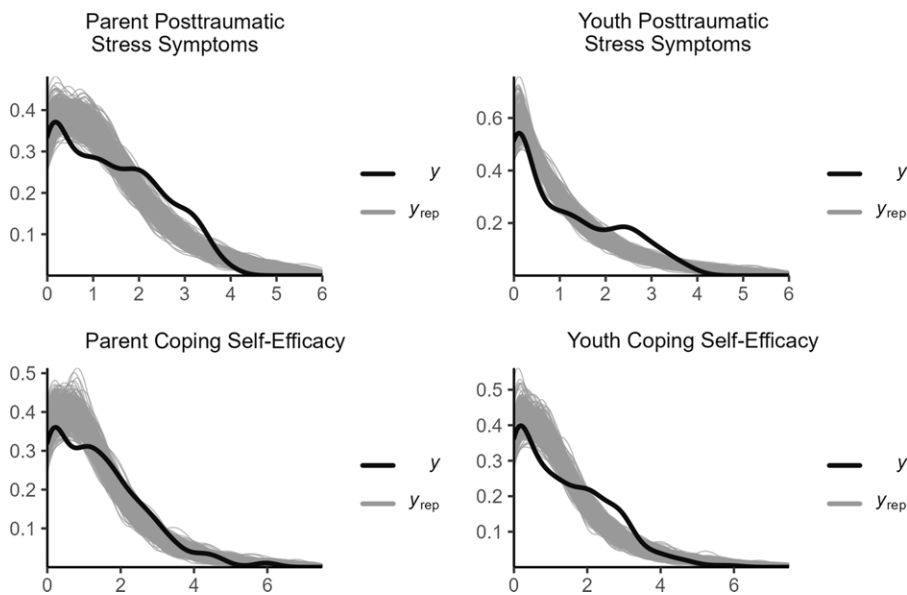 Parent Posttraumatic
Stress Symptoms
0.4
0.3
0.2
0.1
0 1 2 3 4 5 6
y
yrep
Youth Posttraumatic
Stress Symptoms
0.6
0.4
0.2
0 1 2 3 4 5 6
y
yrep
Parent Coping Self-Efficacy
0.5
0.4
0.3
0.2
0.1
0 2 4 6
y
yrep
Youth Coping Self-Efficacy
0.5
0.4
0.3
0.2
0.1
0 2 4 6
y
yrep